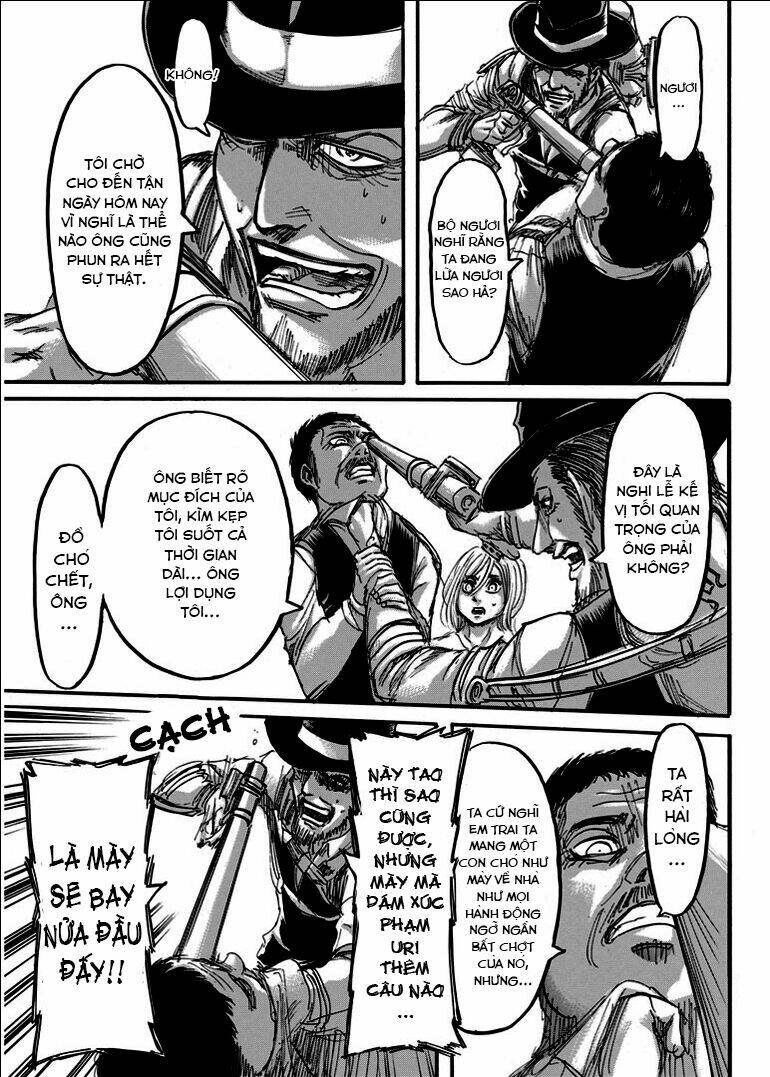 NGƯƠI
...
BỘ NGƯƠI
NGHĨ RẰNG
TA ĐANG
LỪA NGƯƠI
SAO HẢ?
KHÔNG!
TÔI CHỜ
CHO ĐẾN TẬN
NGÀY HÔM NAY
VÌ NGHĨ LÀ THỂ
NÀO ÔNG CŨNG
PHUN RA HẾT
SỰ THẬT.
ĐÂY LÀ
NGHI LỄ KẾ
VỊ TỐI QUAN
TRỌNG CỦA
ÔNG PHẢI
KHÔNG?
ÔNG BIẾT RÕ
MỤC ĐÍCH CỦA
TÔI, KÌM KẸP
TÔI SUỐT CẢ
THỜI GIAN
DÀI... ÔNG
LỢI DỤNG
TÔI...
ĐỒ
CHÓ
CHẾT,
ÔNG
...
TA
RẤT
HÀI
LÒNG
...
TA CỨ NGHĨ
EM TRAI TA
MANG MỘT
CON CHÓ NHƯ
MÀY VỀ NHÀ
NHƯ MỌI
HÀNH ĐỘNG
NGỚ NGẨN
BẤT CHỢT
CỦA NÓ,
NHƯNG...
CẠCH
NÀY TAO
THÌ SAO
CŨNG
ĐƯỢC,
NHƯNG
MÀY MÀ
DÁM XÚC
PHẠM
URI
THÊM
CÂU NÀO
...
LÀ MÀY
SẼ BAY
NỬA ĐẦU
ĐẤY!!